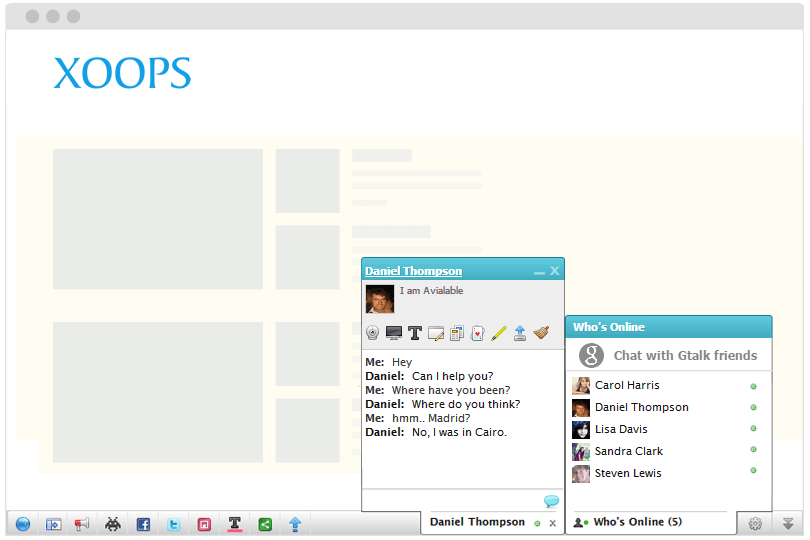 XOOPS
Daniel Thompson
I am Avialable
Me: Hey
Daniel: Can I help you?
Me: Where have you been?
Daniel: Where do you think?
Me: hmm.. Madrid?
Daniel: No, I was in Cairo.
Daniel Thompson x
Who's Online
g Chat with Gtalk friends
Carol Harris
Daniel Thompson
Lisa Davis
Sandra Clark
Steven Lewis
Who's Online (5)